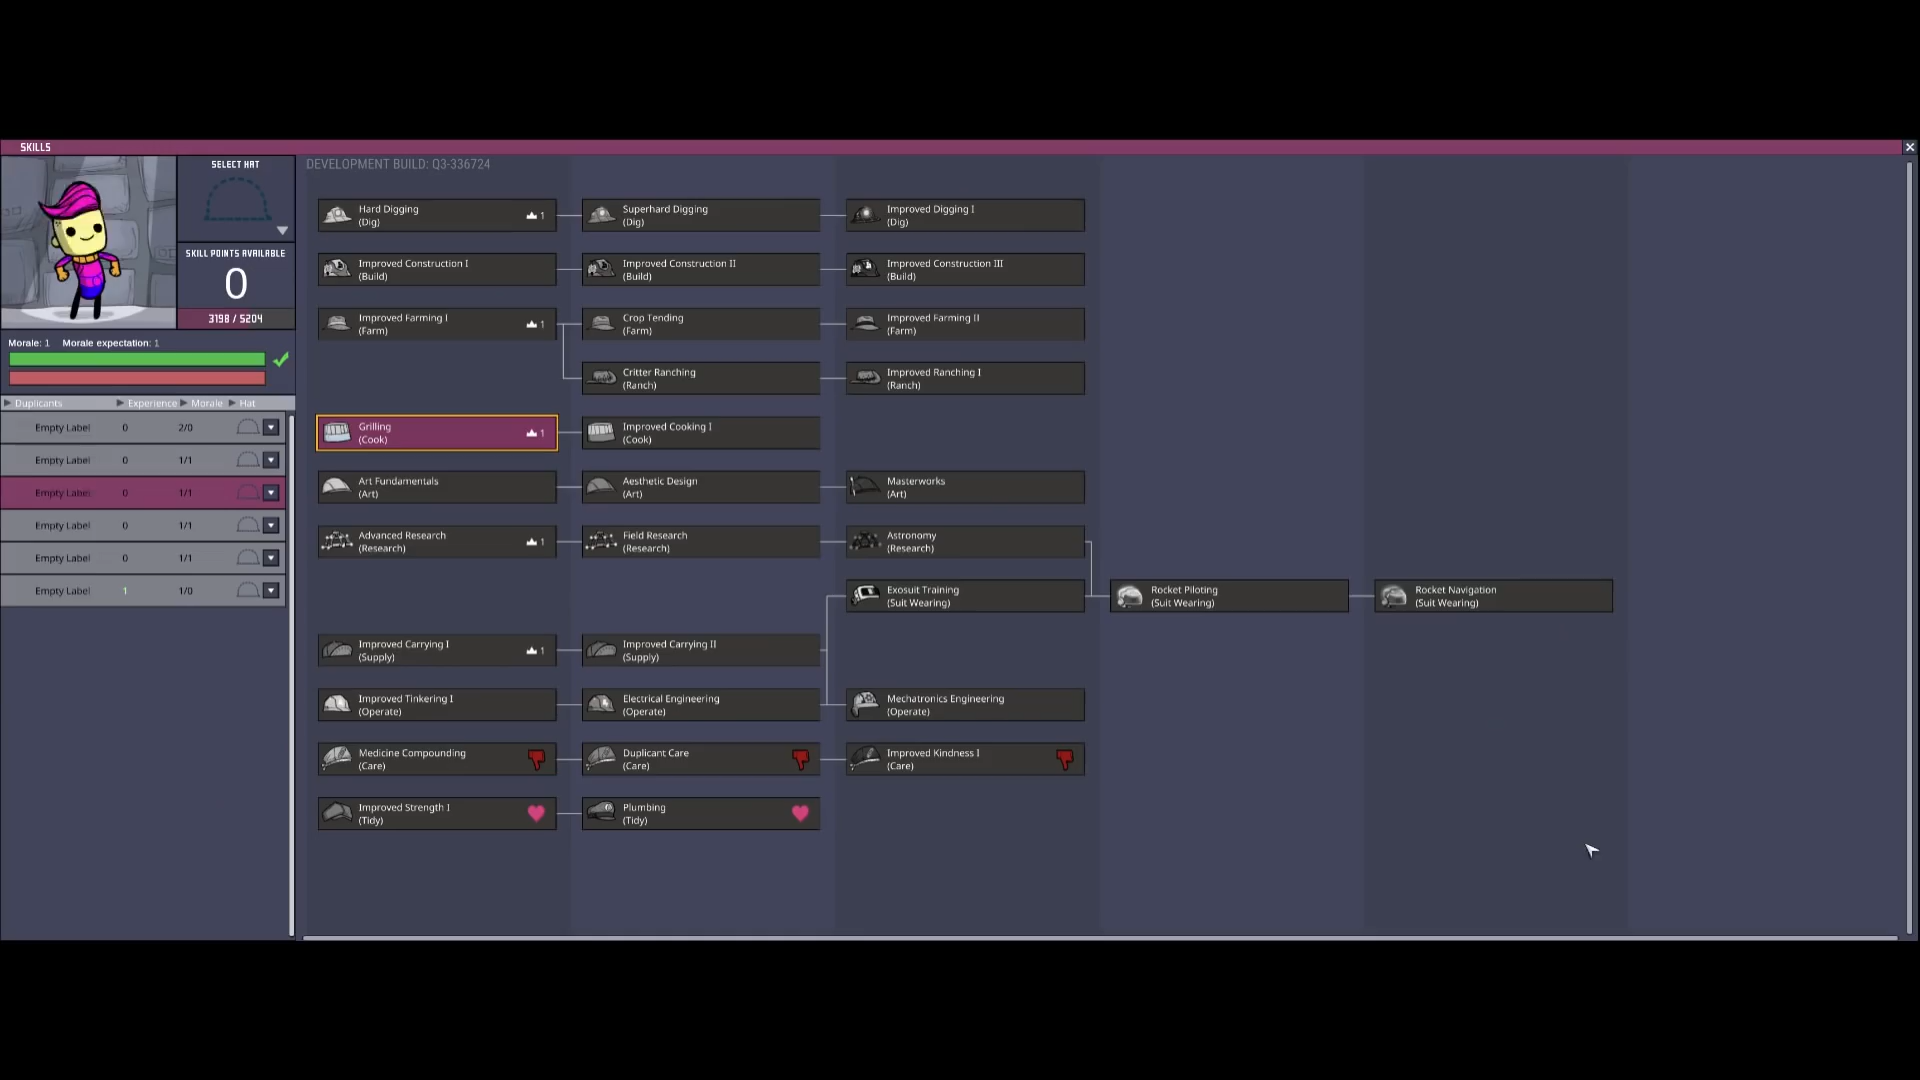 SKILLS
SELECT HAT
DEVELOPMENT BUILD: Q3-336724
SKILL POINTS AVAILABLE
0
3198 / 5204
Morale: 1 Morale expectation: 1
Duplicants Experience Morale Hat
Empty Label 0 2/0
Empty Label 0 1/1
Empty Label 0 1/1
Empty Label 0 1/1
Empty Label 0 1/1
Empty Label 1 1/0
Hard Digging
(Dig)
1
Superhard Digging
(Dig)
Improved Digging I
(Dig)
Improved Construction I
(Build)
Improved Construction II
(Build)
Improved Construction III
(Build)
Improved Farming I
(Farm)
1
Crop Tending
(Farm)
Improved Farming II
(Farm)
Critter Ranching
(Ranch)
Improved Ranching I
(Ranch)
Grilling
(Cook)
1
Improved Cooking I
(Cook)
Art Fundamentals
(Art)
Aesthetic Design
(Art)
Masterworks
(Art)
Advanced Research
(Research)
1
Field Research
(Research)
Astronomy
(Research)
Exosuit Training
(Suit Wearing)
Rocket Piloting
(Suit Wearing)
Rocket Navigation
(Suit Wearing)
Improved Carrying I
(Supply)
1
Improved Carrying II
(Supply)
Improved Tinkering I
(Operate)
Electrical Engineering
(Operate)
Mechatronics Engineering
(Operate)
Medicine Compounding
(Care)
Duplicant Care
(Care)
Improved Kindness I
(Care)
Improved Strength I
(Tidy)
Plumbing
(Tidy)